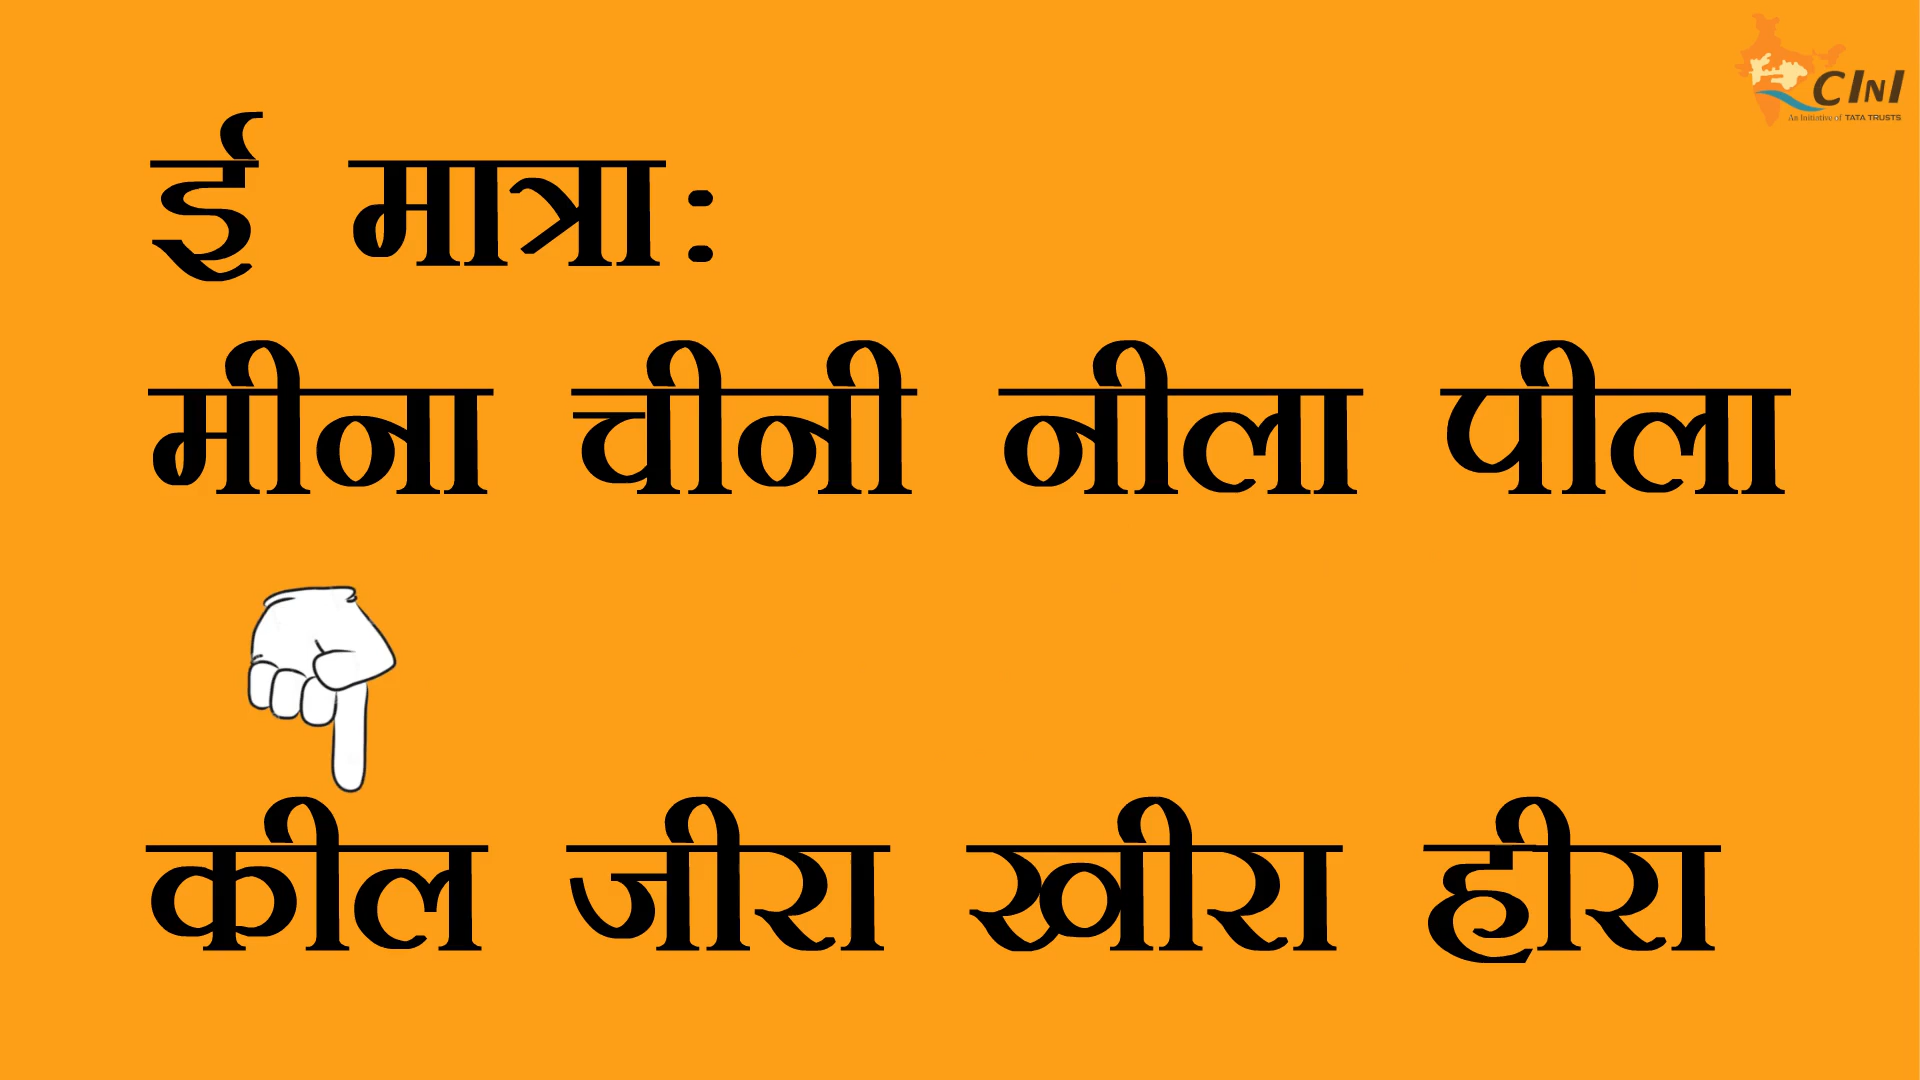 CInI
An Initiative of TATA TRUSTS
ई मात्रा:
मीना चीनी नीला पीला
कील जीरा खीरा हीरा